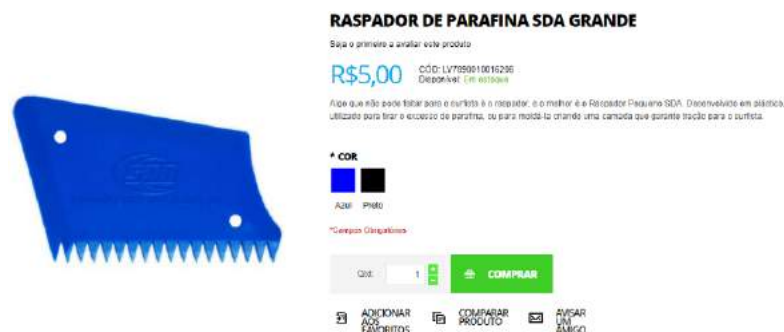 RASPADOR DE PARAFINA SDA GRANDE
Seja o primeiro a avaliar este produto
R$5,00
CÓD: LV7890010016206
Disponível: Em estoque
Algo que não pode faltar para o surfista é o raspador, e o melhor é o Raspador Pequeno SDA. Desenvolvido em plástico,
utilizado para tirar o excesso de parafina, ou para moldá-la criando uma camada que garante tração para o surfista.
* COR
Azul Preto
*Campos Obrigatórios
Qtd: 1
COMPRAR
ADICIONAR
AOS
FAVORITOS
COMPARAR
PRODUTO
AVISAR
UM
AMIGO